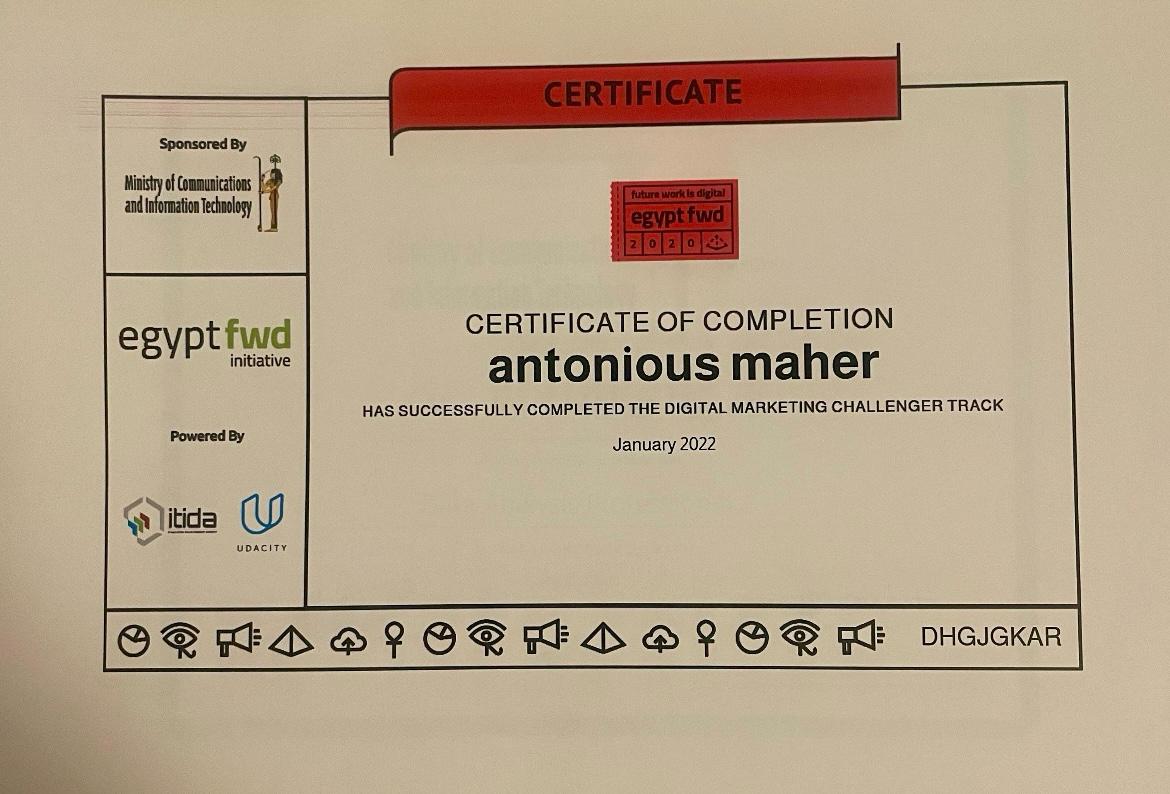 CERTIFICATE
Sponsored By
Ministry of Communications
and Information Technology
egypt fwd
initiative
Powered By
itida
UDACITY
future work is digital
egypt fwd
2 0 2 0
CERTIFICATE OF COMPLETION
antonious maher
HAS SUCCESSFULLY COMPLETED THE DIGITAL MARKETING CHALLENGER TRACK
January 2022
DHGJGKAR